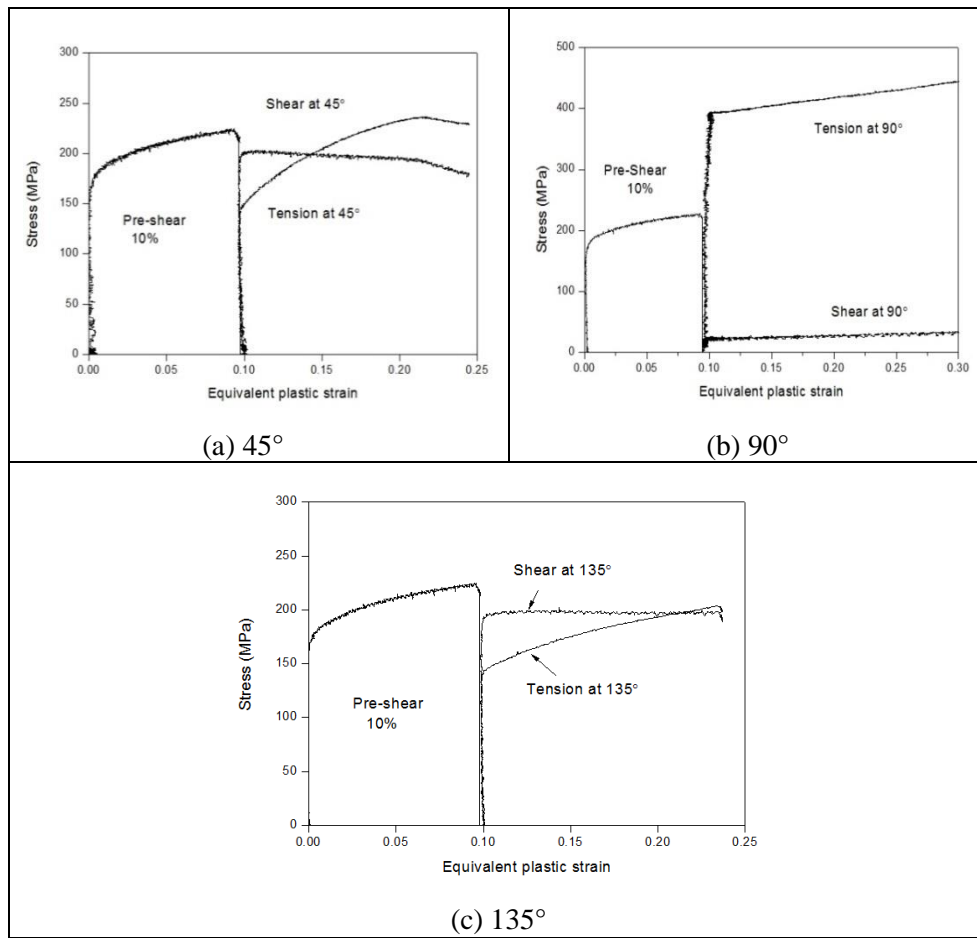 300
250
200
150
100
50
0
Stress (MPa)
Shear at 45°
Tension at 45°
Pre-shear
10%
0.00 0.05 0.10 0.15 0.20 0.25
Equivalent plastic strain
(a) 45°
500
400
300
200
100
0
Stress (MPa)
Tension at 90°
Pre-Shear
10%
Shear at 90°
0.00 0.05 0.10 0.15 0.20 0.25 0.30
Equivalent plastic strain
(b) 90°
300
250
200
150
100
50
0
Stress (MPa)
Shear at 135°
Tension at 135°
Pre-shear
10%
0.00 0.05 0.10 0.15 0.20 0.25
Equivalent plastic strain
(c) 135°